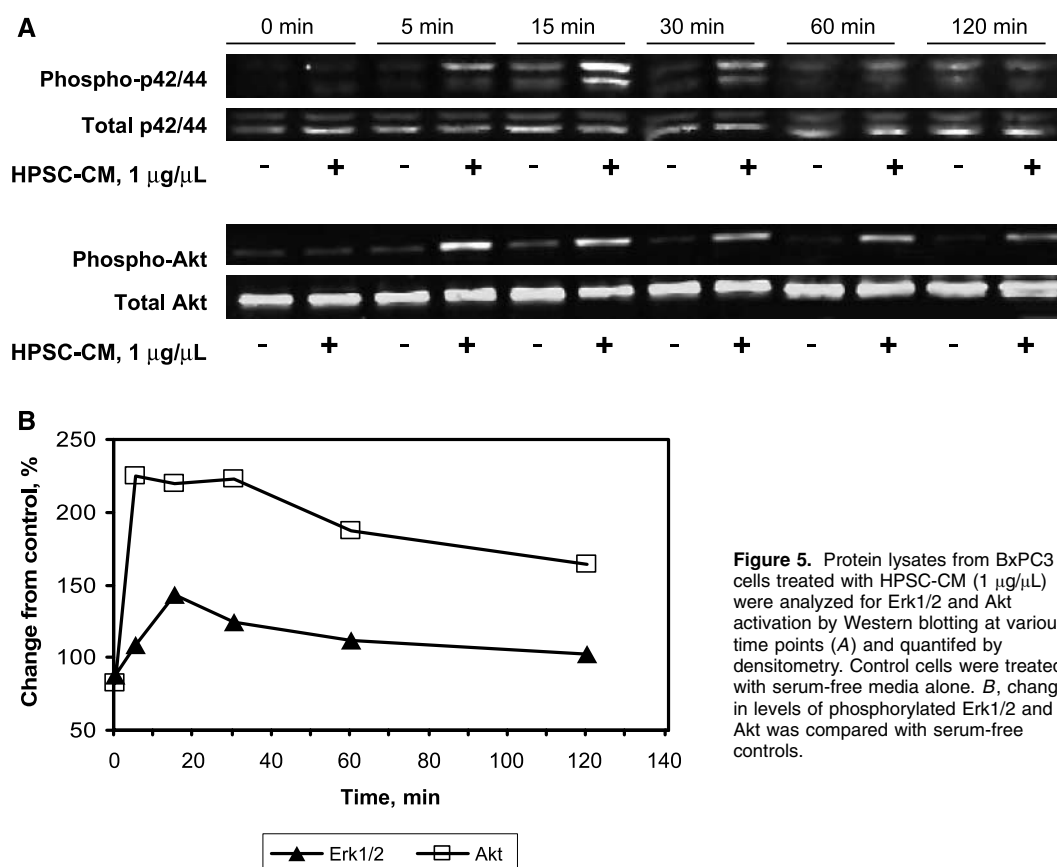 A
0 min 5 min 15 min 30 min 60 min 120 min
Phospho-p42/44
Total p42/44
HPSC-CM, 1 μg/μL - + - + - + - + - + - +
Phospho-Akt
Total Akt
HPSC-CM, 1 μg/μL - + - + - + - + - + - +
B
Change from control, %
250
200
150
100
50
0 20 40 60 80 100 120 140
Time, min
Erk1/2 Akt
Figure 5. Protein lysates from BxPC3
cells treated with HPSC-CM (1 μg/μL)
were analyzed for Erk1/2 and Akt
activation by Western blotting at variou
time points (A) and quantifed by
densitometry. Control cells were treated
with serum-free media alone. B, chang
in levels of phosphorylated Erk1/2 and
Akt was compared with serum-free
controls.